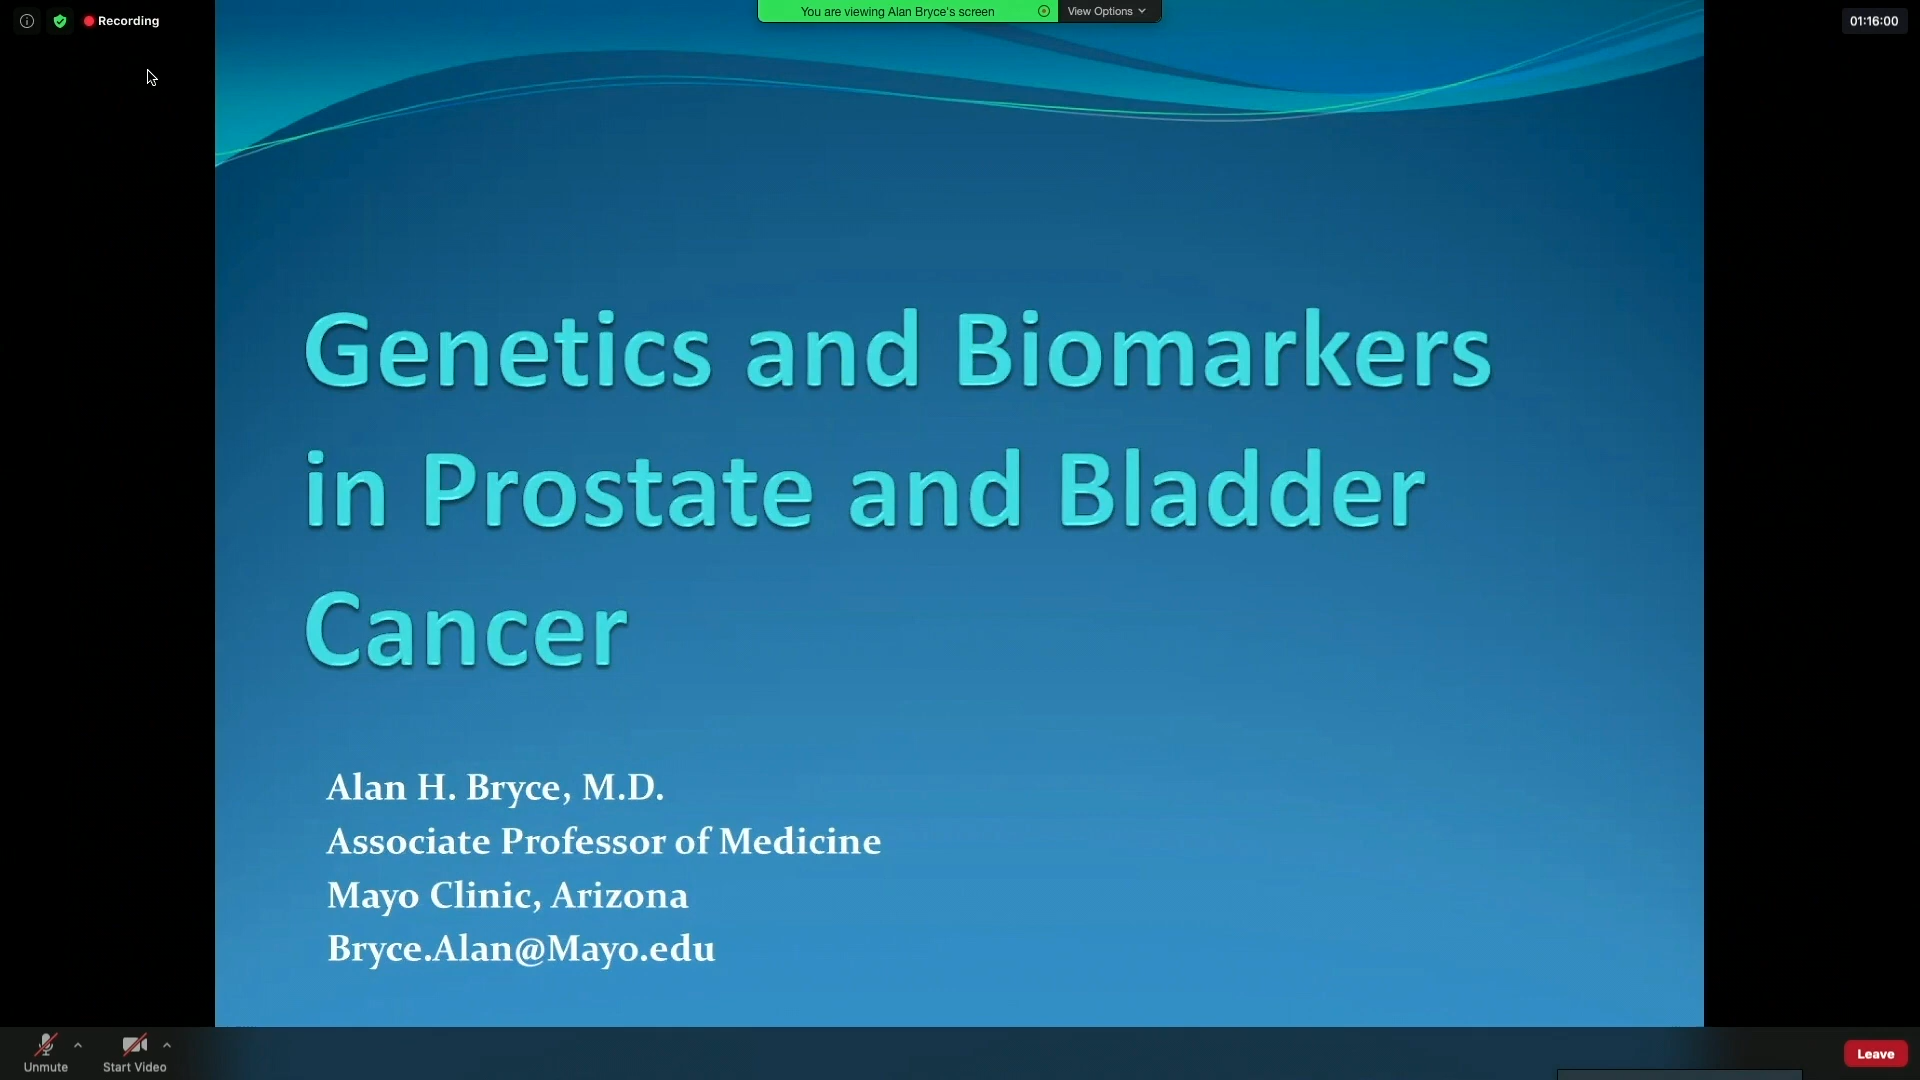 Recording
You are viewing Alan Bryce's screen
View Options
01:16:00
Genetics and Biomarkers
in Prostate and Bladder
Cancer
Alan H. Bryce, M.D.
Associate Professor of Medicine
Mayo Clinic, Arizona
Bryce.Alan@Mayo.edu
Unmute
Start Video
Leave